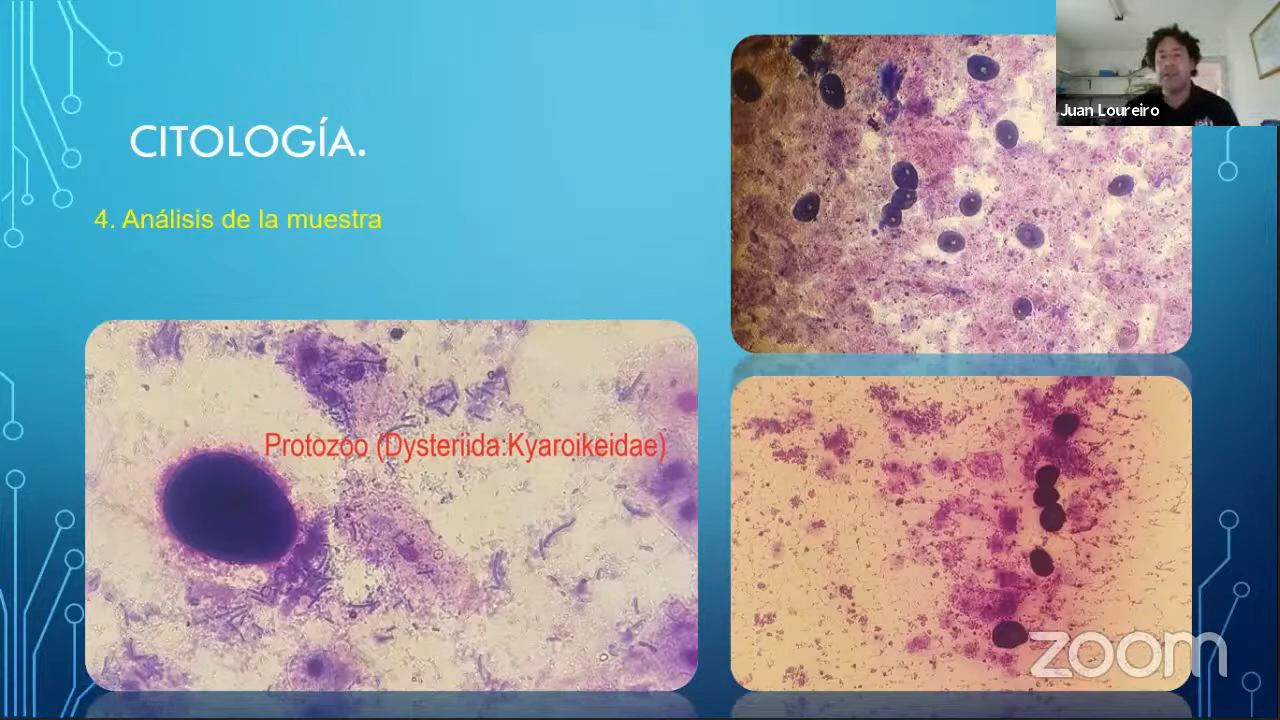 CITOLOGÍA.
4. Análisis de la muestra
Protozoo (Dysteriida:Kyaroikeidae)
Juan Loureiro
zoom